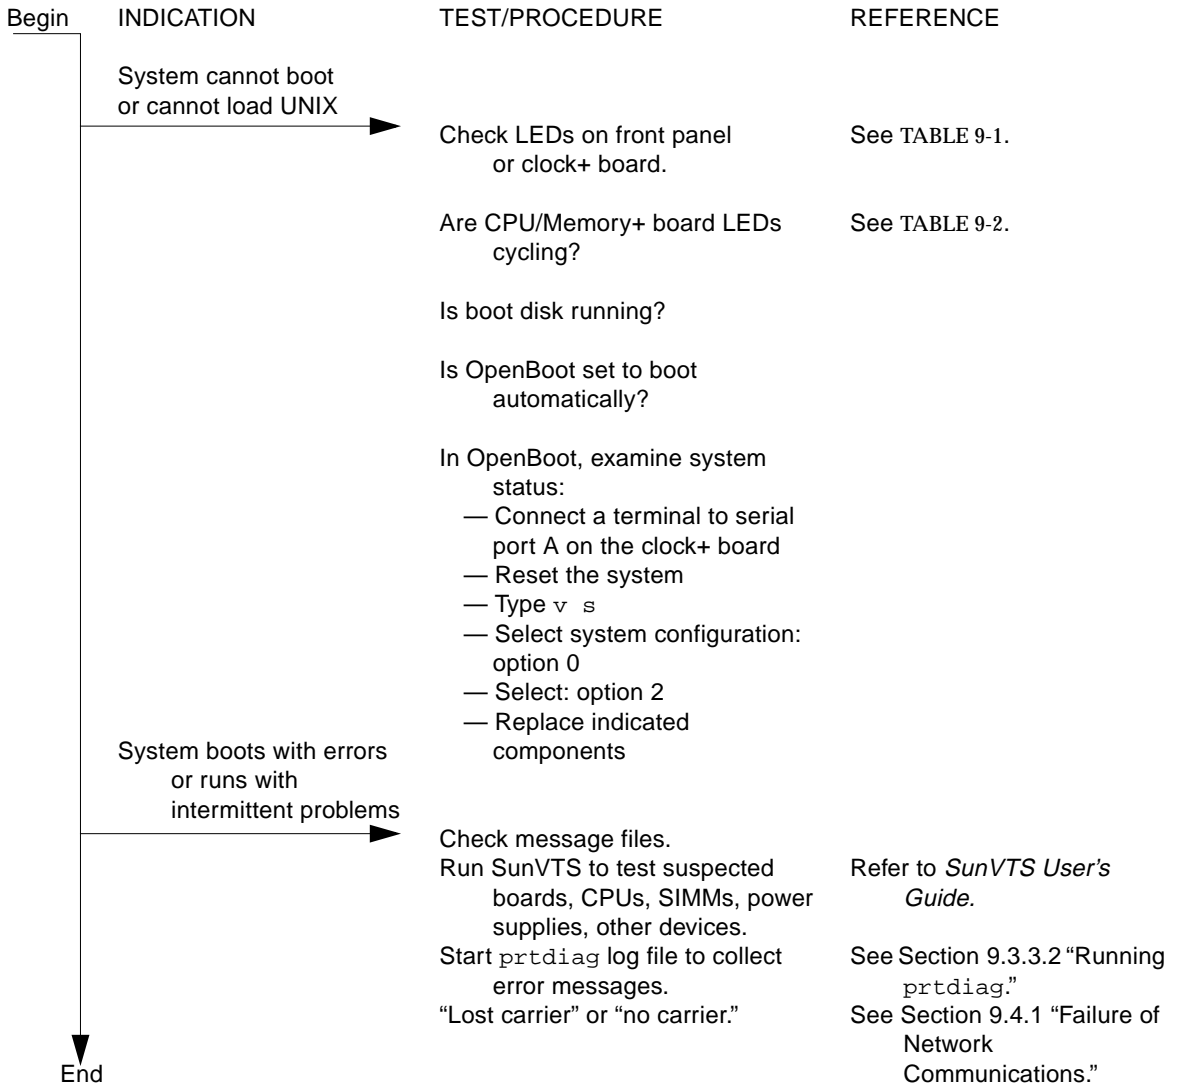 Begin INDICATION TEST/PROCEDURE REFERENCE
System cannot boot
or cannot load UNIX
Check LEDs on front panel See TABLE 9-1.
or clock+ board.
Are CPU/Memory+ board LEDs See TABLE 9-2.
cycling?
Is boot disk running?
Is OpenBoot set to boot
automatically?
In OpenBoot, examine system
status:
— Connect a terminal to serial
port A on the clock+ board
— Reset the system
— Type v s
— Select system configuration:
option 0
— Select: option 2
— Replace indicated
components
System boots with errors
or runs with
intermittent problems
Check message files.
Run SunVTS to test suspected Refer to SunVTS User's
boards, CPUs, SIMMs, power Guide.
supplies, other devices.
Start prtdiag log file to collect See Section 9.3.3.2 “Running
error messages. prtdiag.”
“Lost carrier” or “no carrier.” See Section 9.4.1 “Failure of
Network
End Communications.”